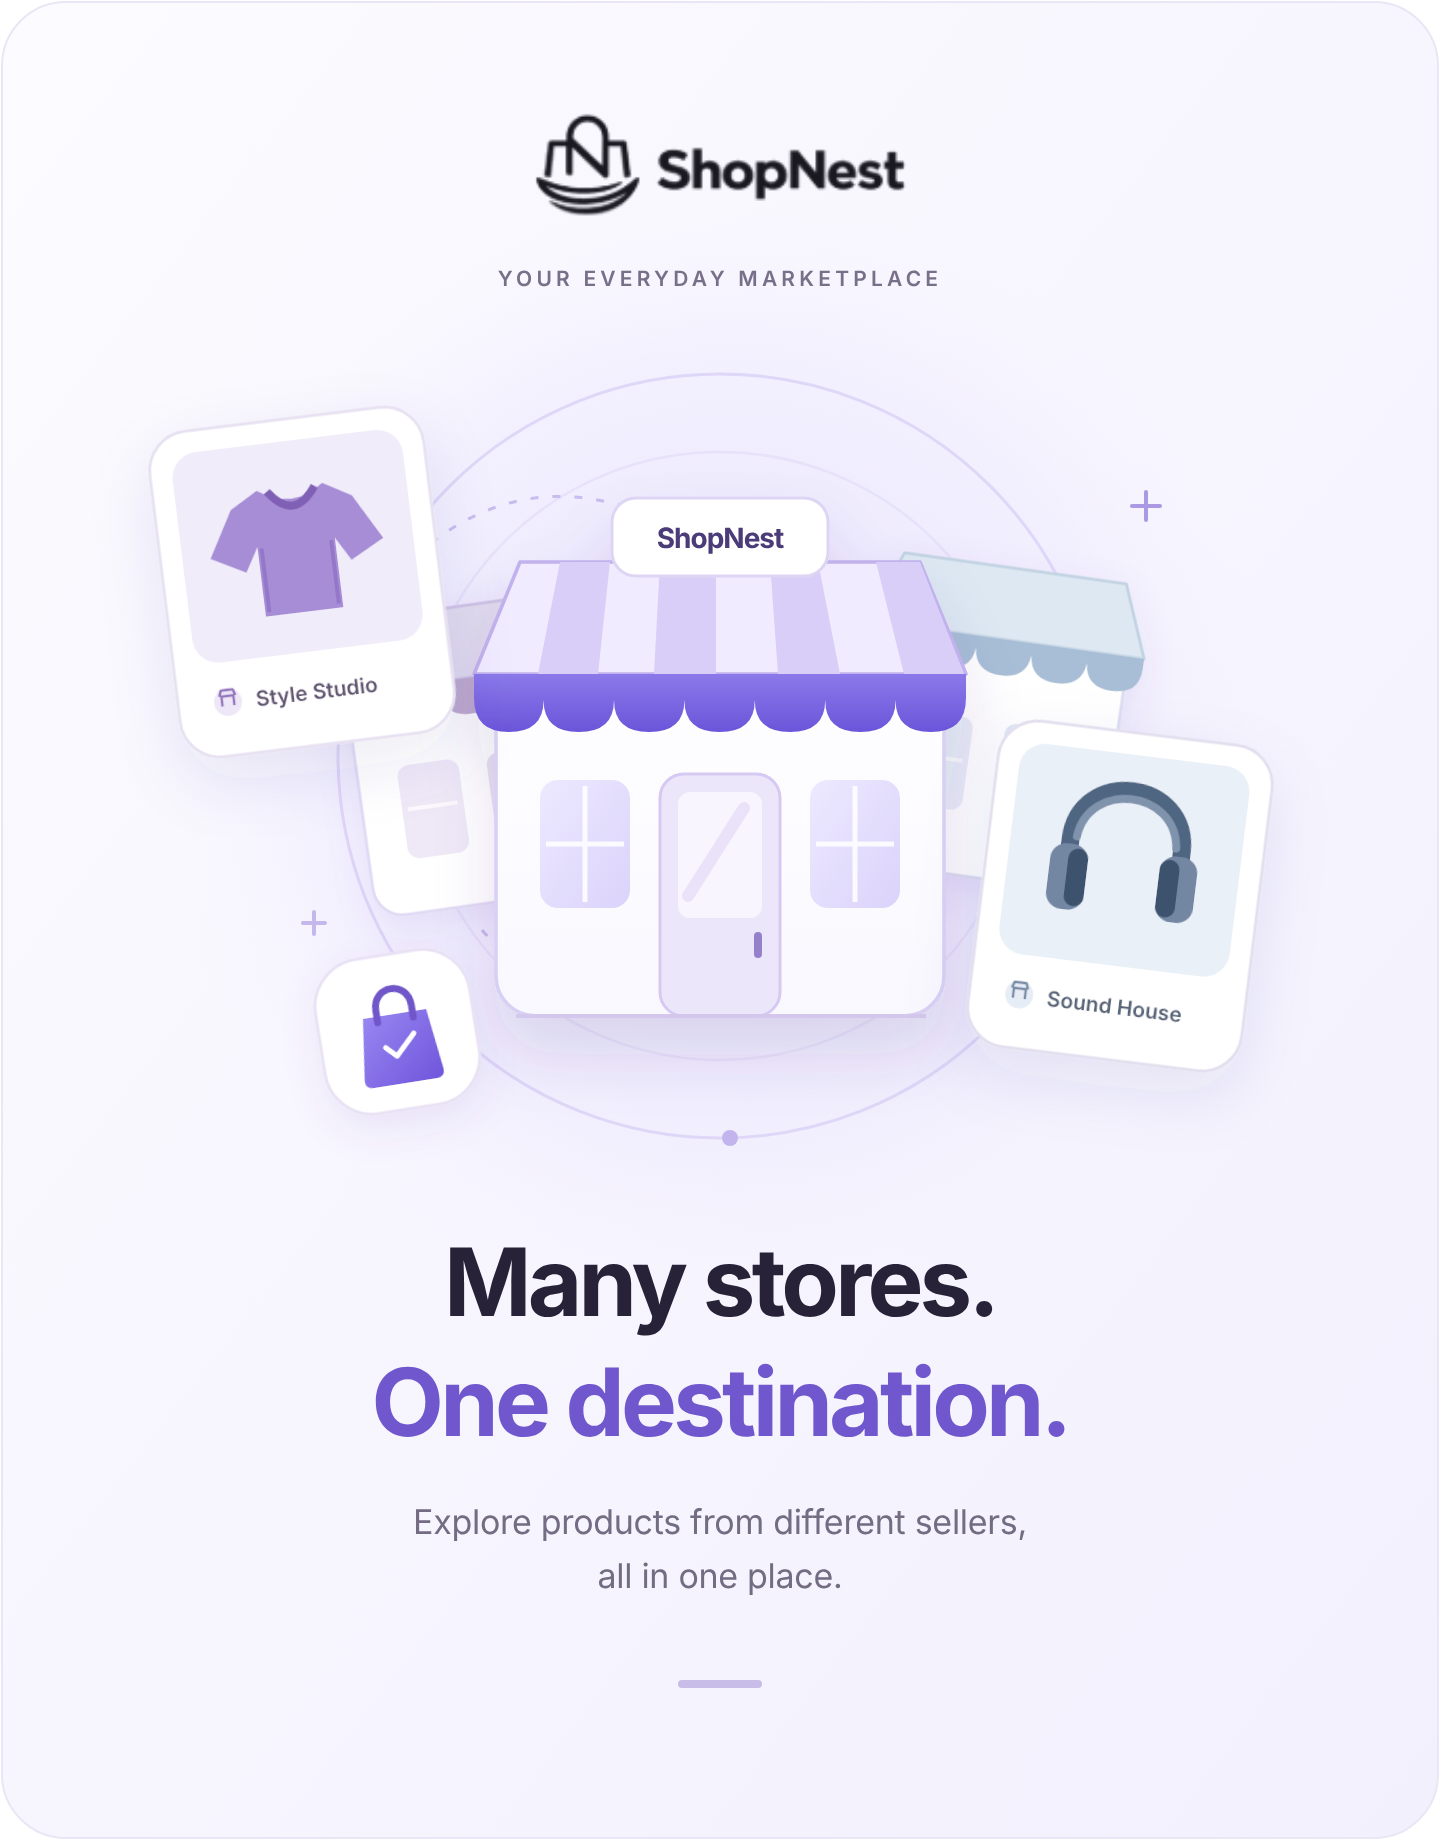 ShopNest
YOUR EVERYDAY MARKETPLACE
ShopNest
Style Studio
Sound House
Many stores.
One destination.
Explore products from different sellers,
all in one place.